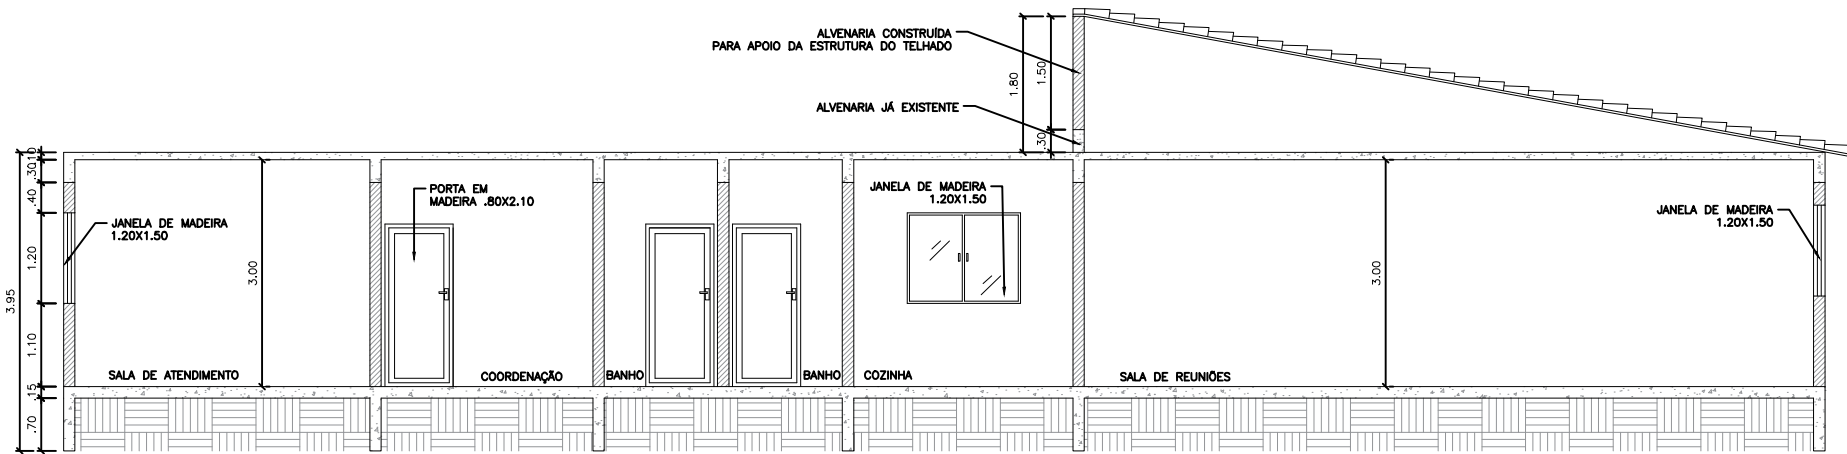 ALVENARIA CONSTRUÍDA
PARA APOIO DA ESTRUTURA DO TELHADO
1.80
1.50
ALVENARIA JÁ EXISTENTE
.30
.10
.30
.40
1.20
3.95
1.10
.15
.70
JANELA DE MADEIRA
1.20X1.50
3.00
PORTA EM
MADEIRA .80X2.10
JANELA DE MADEIRA
1.20X1.50
3.00
JANELA DE MADEIRA
1.20X1.50
SALA DE ATENDIMENTO
COORDENAÇÃO
BANHO
BANHO
COZINHA
SALA DE REUNIÕES